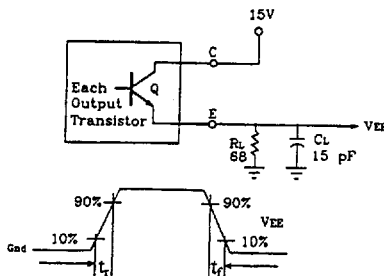 15V
C
Each
Output
Transistor
Q
E
VEE
RL
68
CL
15 pF
90%
90%
VEE
10%
10%
Gnd
tr
tf